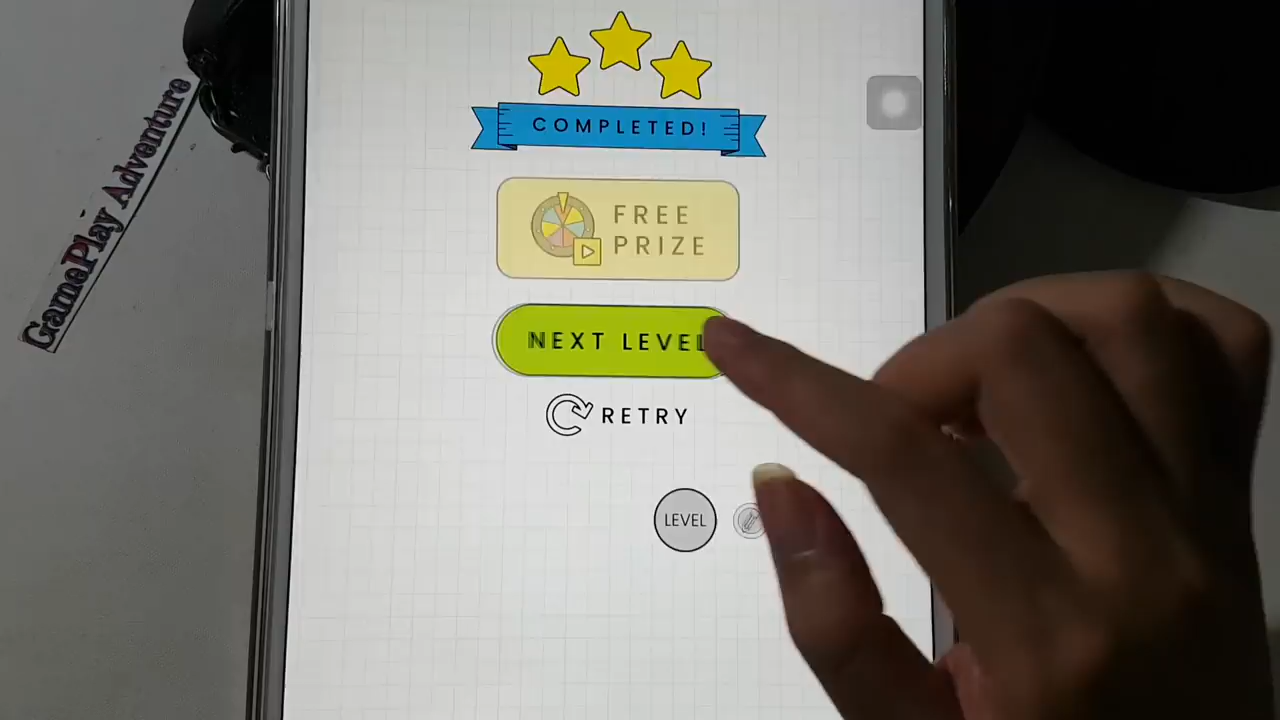 GamePlay Adventure
COMPLETED!
FREE
PRIZE
NEXT LEVEL
RETRY
LEVEL